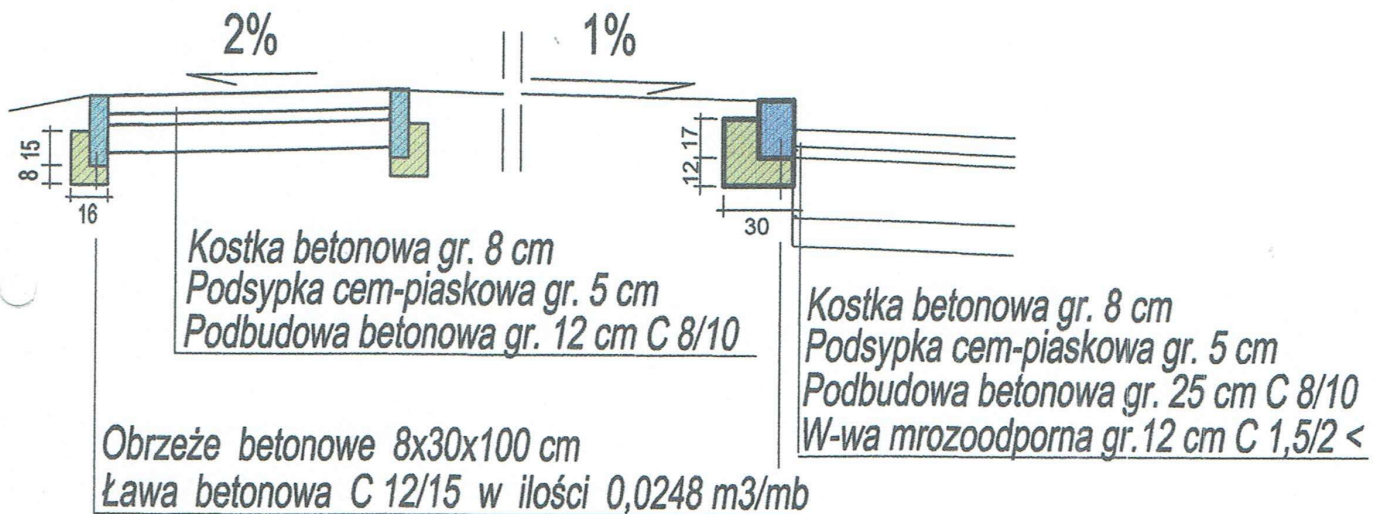 2%
1%
8 15
16
12 17
30
Kostka betonowa gr. 8 cm
Podsypka cem-piaskowa gr. 5 cm
Podbudowa betonowa gr. 12 cm C 8/10
Kostka betonowa gr. 8 cm
Podsypka cem-piaskowa gr. 5 cm
Podbudowa betonowa gr. 25 cm C 8/10
W-wa mrozoodporna gr.12 cm C 1,5/2 <
Obrzeże betonowe 8x30x100 cm
Ława betonowa C 12/15 w ilości 0,0248 m3/mb